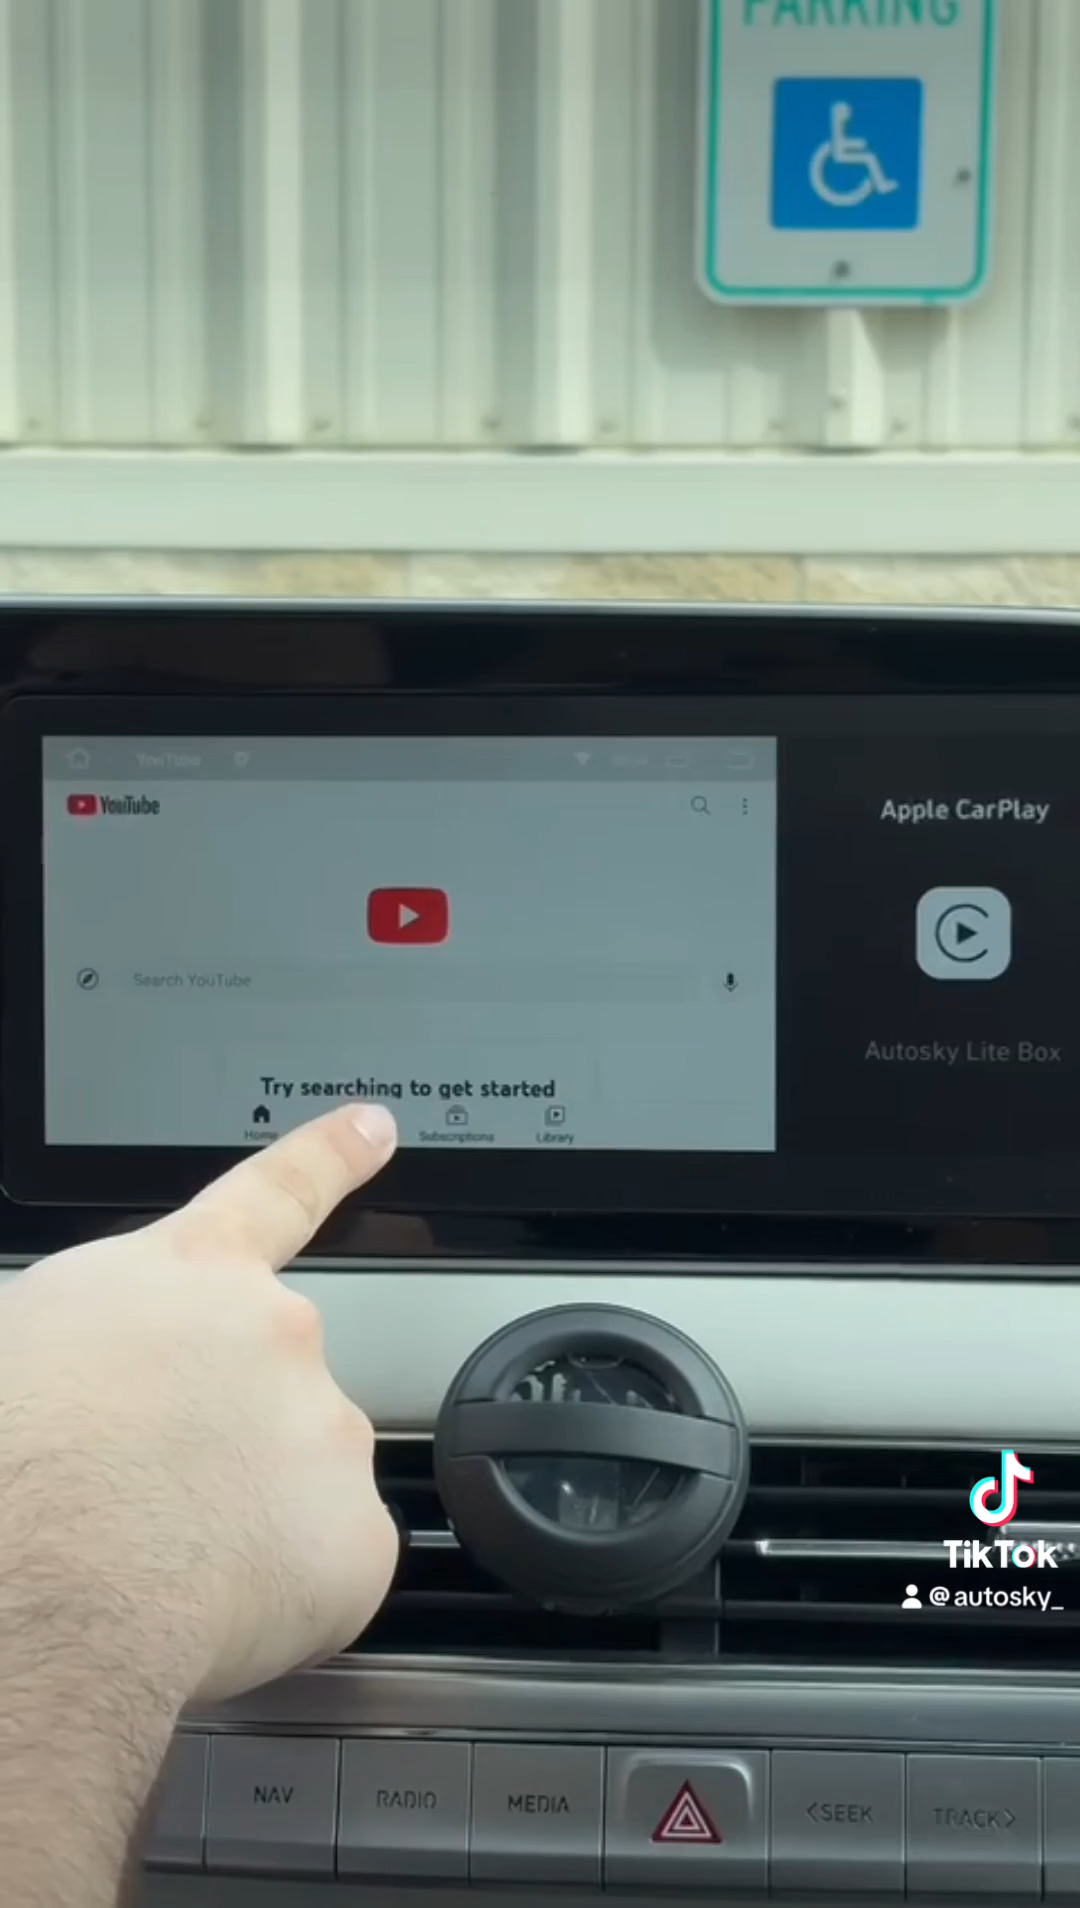 PARKING
YouTube
YouTube
Search YouTube
Try searching to get started
Home
Subscriptions
Library
Apple CarPlay
Autosky Lite Box
TikTok
@autosky_
NAV
RADIO
MEDIA
<SEEK
TRACK>